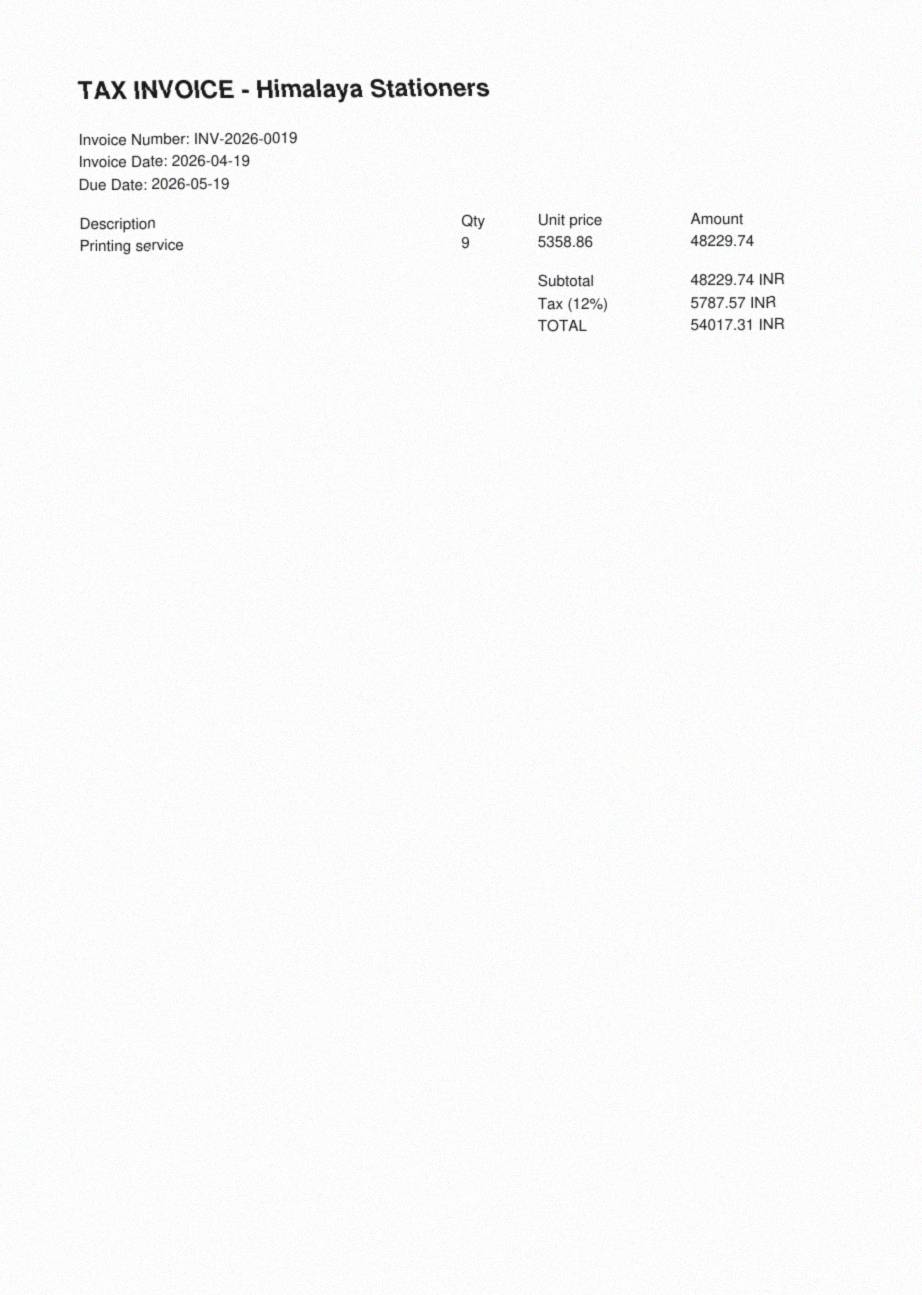 TAX INVOICE - Himalaya Stationers
Invoice Number: INV-2026-0019
Invoice Date: 2026-04-19
Due Date: 2026-05-19
Description Qty Unit price Amount
Printing service 9 5358.86 48229.74
Subtotal 48229.74 INR
Tax (12%) 5787.57 INR
TOTAL 54017.31 INR